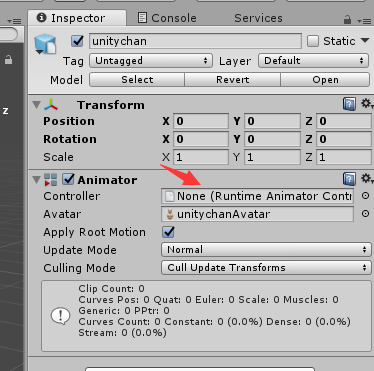 Inspector Console Services
unitychan Static
Tag Untagged Layer Default
Model Select Revert Open
Transform
Position X 0 Y 0 Z 0
Rotation X 0 Y 0 Z 0
Scale X 1 Y 1 Z 1
z
Animator
Controller None (Runtime Animator Contr
Avatar unitychanAvatar
Apply Root Motion
Update Mode Normal
Culling Mode Cull Update Transforms
Clip Count: 0
Curves Pos: 0 Quat: 0 Euler: 0 Scale: 0 Muscles: 0
Generic: 0 PPtr: 0
Curves Count: 0 Constant: 0 (0.0%) Dense: 0 (0.0%)
Stream: 0 (0.0%)